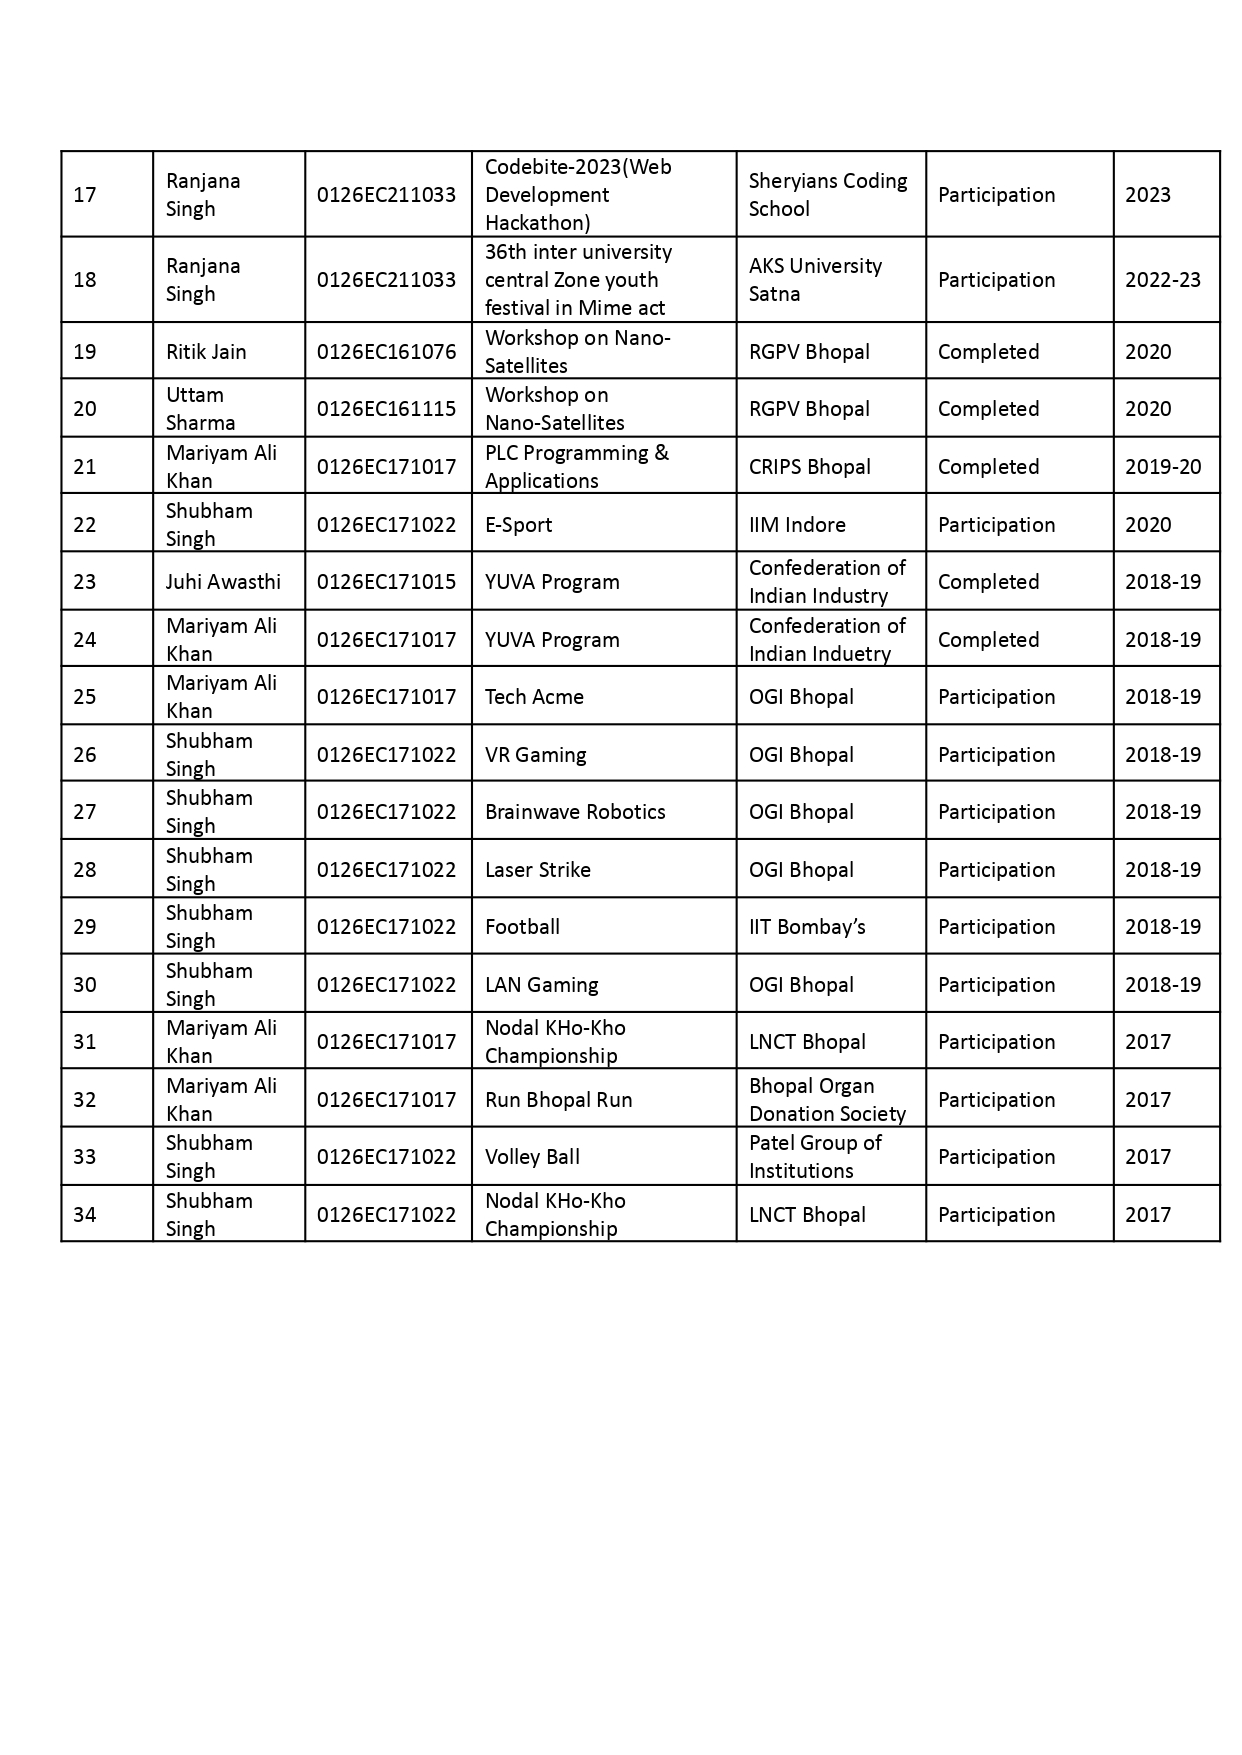 17 Ranjana Singh 0126EC211033 Codebite-2023(Web Development Hackathon) Sheryians Coding School Participation 2023
18 Ranjana Singh 0126EC211033 36th inter university central Zone youth festival in Mime act AKS University Satna Participation 2022-23
19 Ritik Jain 0126EC161076 Workshop on Nano-Satellites RGPV Bhopal Completed 2020
20 Uttam Sharma 0126EC161115 Workshop on Nano-Satellites RGPV Bhopal Completed 2020
21 Mariyam Ali Khan 0126EC171017 PLC Programming & Applications CRIPS Bhopal Completed 2019-20
22 Shubham Singh 0126EC171022 E-Sport IIM Indore Participation 2020
23 Juhi Awasthi 0126EC171015 YUVA Program Confederation of Indian Industry Completed 2018-19
24 Mariyam Ali Khan 0126EC171017 YUVA Program Confederation of Indian Induetry Completed 2018-19
25 Mariyam Ali Khan 0126EC171017 Tech Acme OGI Bhopal Participation 2018-19
26 Shubham Singh 0126EC171022 VR Gaming OGI Bhopal Participation 2018-19
27 Shubham Singh 0126EC171022 Brainwave Robotics OGI Bhopal Participation 2018-19
28 Shubham Singh 0126EC171022 Laser Strike OGI Bhopal Participation 2018-19
29 Shubham Singh 0126EC171022 Football IIT Bombay’s Participation 2018-19
30 Shubham Singh 0126EC171022 LAN Gaming OGI Bhopal Participation 2018-19
31 Mariyam Ali Khan 0126EC171017 Nodal KHo-Kho Championship LNCT Bhopal Participation 2017
32 Mariyam Ali Khan 0126EC171017 Run Bhopal Run Bhopal Organ Donation Society Participation 2017
33 Shubham Singh 0126EC171022 Volley Ball Patel Group of Institutions Participation 2017
34 Shubham Singh 0126EC171022 Nodal KHo-Kho Championship LNCT Bhopal Participation 2017